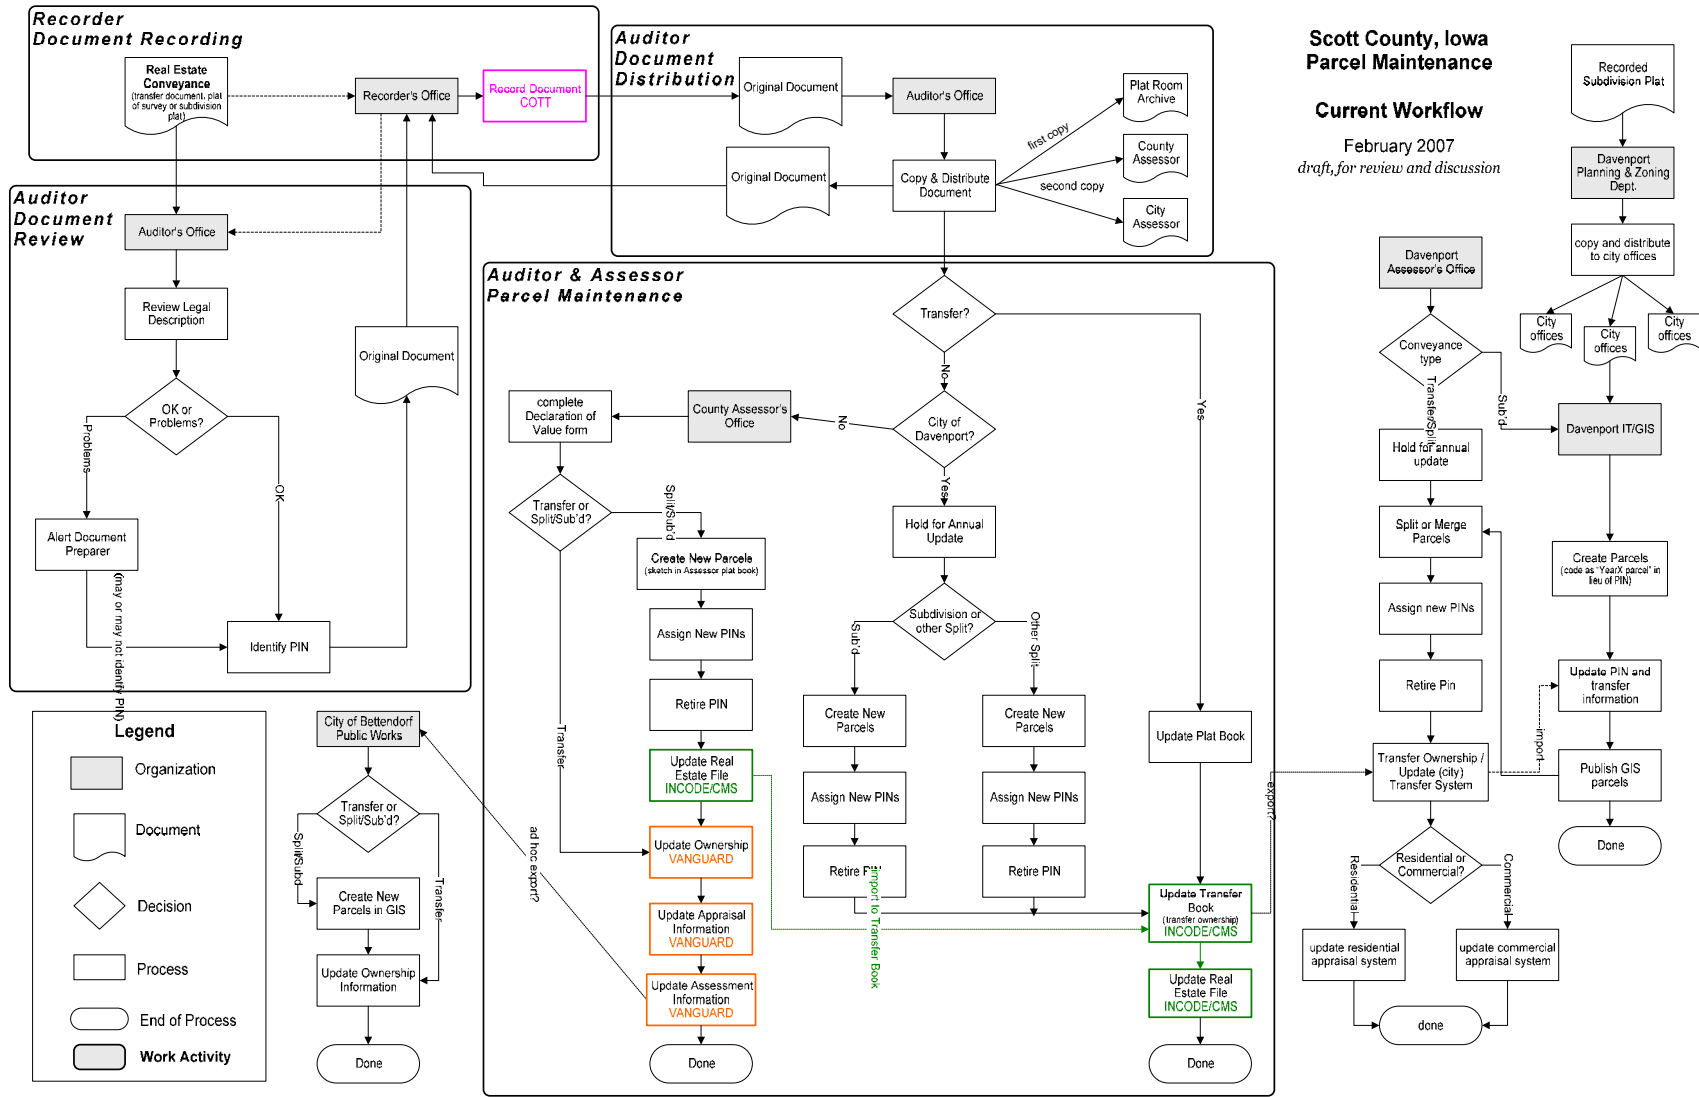 Recorder
Document Recording
Real Estate
Conveyance
(transfer document, plat
of survey or subdivision
plat)
Recorder's Office
Record Document
COTT
Auditor
Document
Distribution
Original Document
Auditor's Office
Original Document
Copy & Distribute
Document
first copy
second copy
Plat Room
Archive
County
Assessor
City
Assessor
Scott County, Iowa
Parcel Maintenance
Current Workflow
February 2007
draft, for review and discussion
Recorded
Subdivision Plat
Davenport
Planning & Zoning
Dept.
copy and distribute
to city offices
City
offices
City
offices
City
offices
Davenport IT/GIS
Create Parcels
(code as "YearX parcel" in
lieu of PIN)
Update PIN and
transfer
information
Publish GIS
parcels
Done
Davenport
Assessor's Office
Conveyance
type
Transfer/Split
Sub'd
Hold for annual
update
Split or Merge
Parcels
Assign new PINs
Retire Pin
Transfer Ownership /
Update (city)
Transfer System
import
Residential or
Commercial?
Residential
Commercial
update residential
appraisal system
update commercial
appraisal system
done
Auditor
Document
Review
Auditor's Office
Review Legal
Description
OK or
Problems?
Problems
OK
Original Document
Alert Document
Preparer
(may or may not identify PIN)
Identify PIN
Auditor & Assessor
Parcel Maintenance
Transfer?
No
Yes
City of
Davenport?
No
Yes
County Assessor's
Office
complete
Declaration of
Value form
Transfer or
Split/Sub'd?
Split/Sub'd
Transfer
Create New Parcels
(sketch in Assessor plat book)
Assign New PINs
Retire PIN
Update Real
Estate File
INCODE/CMS
Update Ownership
VANGUARD
Update Appraisal
Information
VANGUARD
Update Assessment
Information
VANGUARD
Done
Hold for Annual
Update
Subdivision or
other Split?
Sub'd
Other Split
Create New
Parcels
Assign New PINs
Retire PIN
Create New
Parcels
Assign New PINs
Retire PIN
import to Transfer Book
Update Plat Book
Update Transfer
Book
(transfer ownership)
INCODE/CMS
Update Real
Estate File
INCODE/CMS
Done
export?
ad hoc export?
City of Bettendorf
Public Works
Transfer or
Split/Sub'd?
Split/Subd
Transfer
Create New
Parcels in GIS
Update Ownership
Information
Done
Legend
Organization
Document
Decision
Process
End of Process
Work Activity